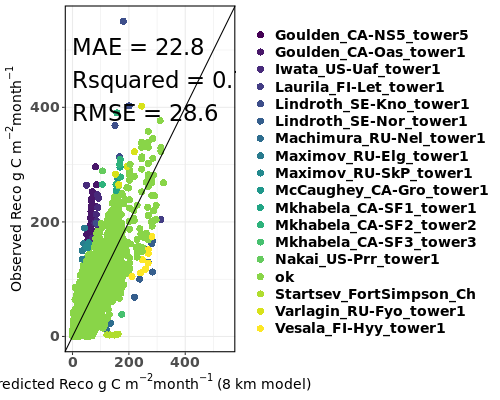 MAE = 22.8
Rsquared = 0.
RMSE = 28.6
400
200
0
0 200 400
Observed Reco g C m−2month−1
redicted Reco g C m−2month−1 (8 km model)
Goulden_CA-NS5_tower5
Goulden_CA-Oas_tower1
Iwata_US-Uaf_tower1
Laurila_FI-Let_tower1
Lindroth_SE-Kno_tower1
Lindroth_SE-Nor_tower1
Machimura_RU-Nel_tower1
Maximov_RU-Elg_tower1
Maximov_RU-SkP_tower1
McCaughey_CA-Gro_tower1
Mkhabela_CA-SF1_tower1
Mkhabela_CA-SF2_tower2
Mkhabela_CA-SF3_tower3
Nakai_US-Prr_tower1
ok
Startsev_FortSimpson_Ch
Varlagin_RU-Fyo_tower1
Vesala_FI-Hyy_tower1